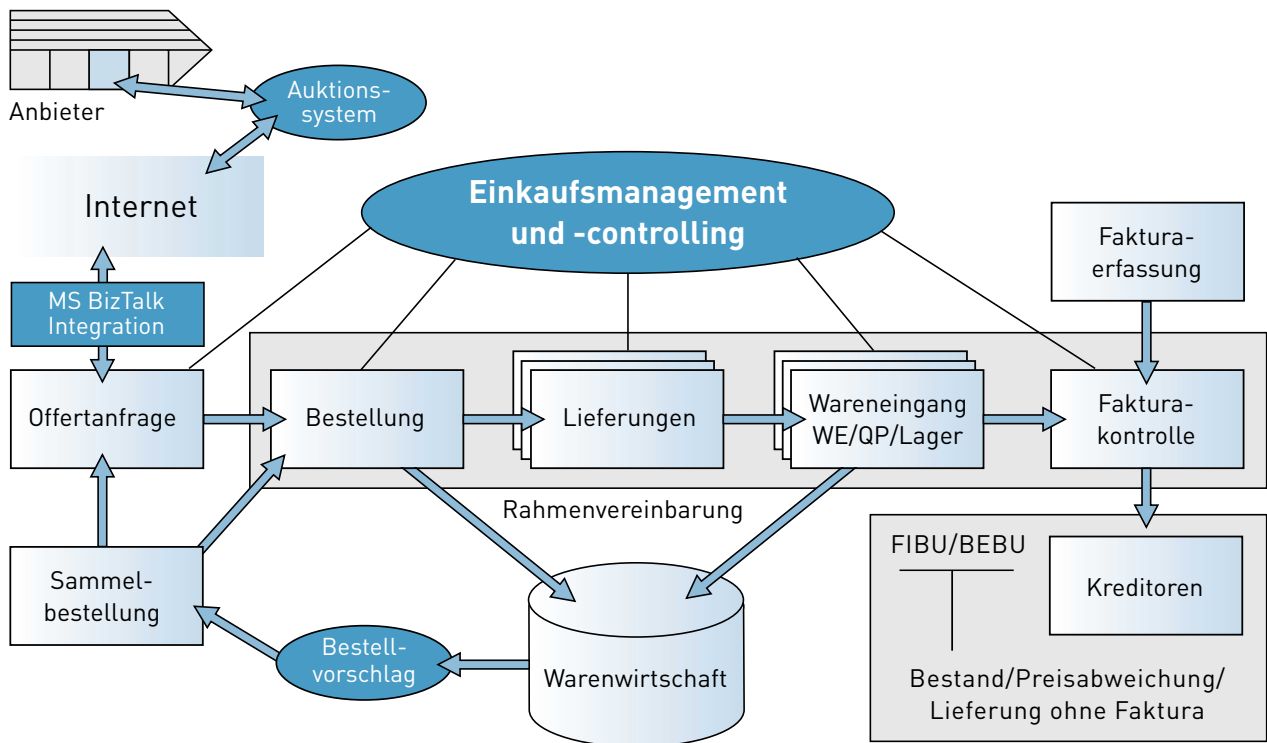 Anbieter
Auktions-
system
Internet
Einkaufsmanagement
und -controlling
MS BizTalk
Integration
Faktura-
erfassung
Offertanfrage
Bestellung
Lieferungen
Wareneingang
WE/QP/Lager
Faktura-
kontrolle
Rahmenvereinbarung
Sammel-
bestellung
Bestell-
vorschlag
Warenwirtschaft
FIBU/BEBU
Kreditoren
Bestand/Preisabweichung/
Lieferung ohne Faktura